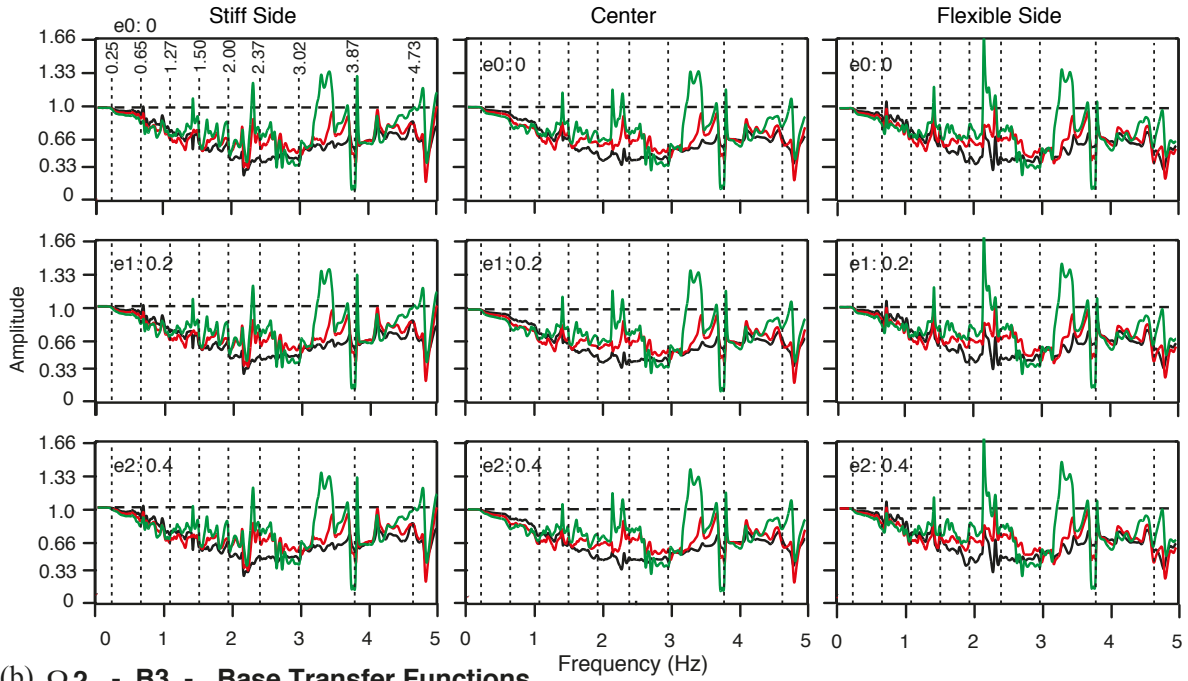 Stiff Side
Center
Flexible Side
e0: 0
0.25
0.65
1.27
1.50
2.00
2.37
3.02
3.87
4.73
1.66
1.33
1.0
0.66
0.33
0
e0: 0
e0: 0
1.66
1.33
1.0
0.66
0.33
0
e1: 0.2
e1: 0.2
e1: 0.2
Amplitude
1.66
1.33
1.0
0.66
0.33
0
e2: 0.4
e2: 0.4
e2: 0.4
0 1 2 3 4 5
0 1 2 3 4 5
0 1 2 3 4 5
Frequency (Hz)
(b) Ω2 - B3 - Base Transfer Functions